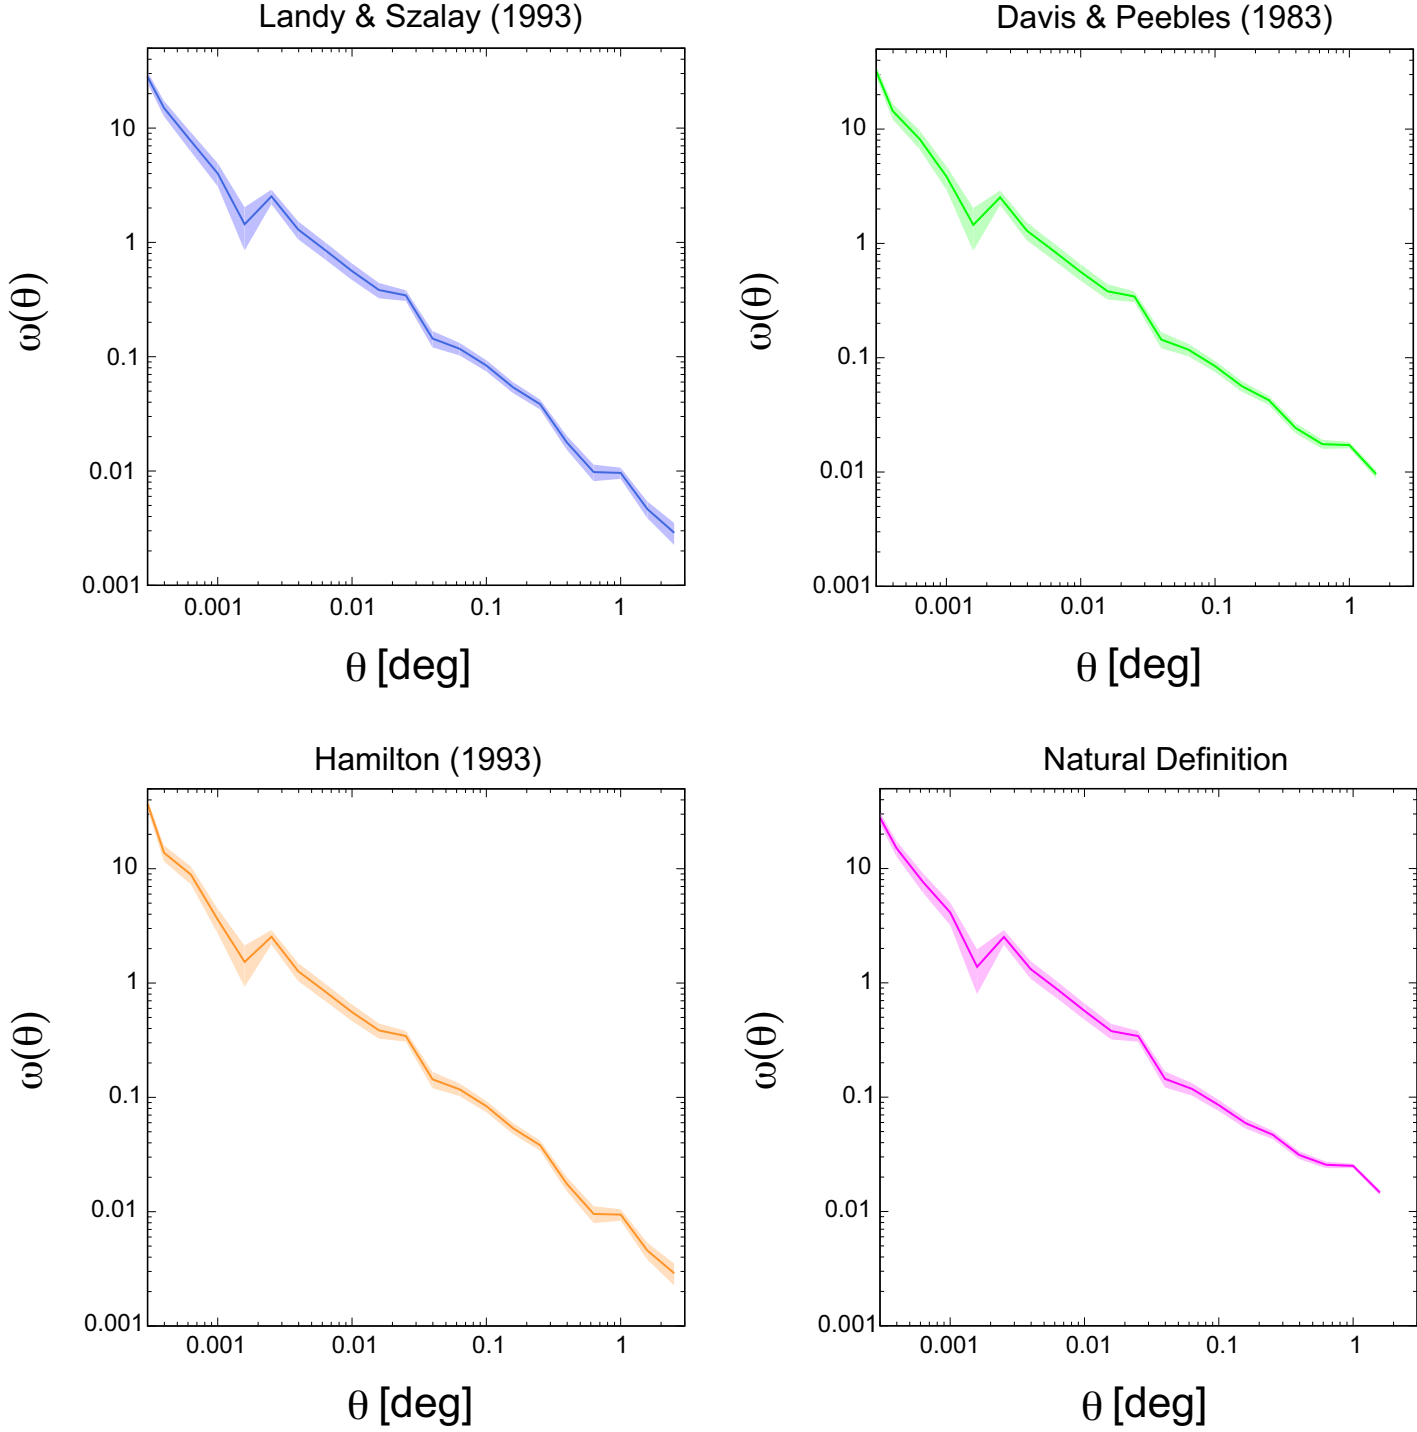 Landy & Szalay (1993)
10
1
0.1
0.01
0.001
ω(θ)
0.001 0.01 0.1 1
θ [deg]
Davis & Peebles (1983)
10
1
0.1
0.01
0.001
ω(θ)
0.001 0.01 0.1 1
θ [deg]
Hamilton (1993)
10
1
0.1
0.01
0.001
ω(θ)
0.001 0.01 0.1 1
θ [deg]
Natural Definition
10
1
0.1
0.01
0.001
ω(θ)
0.001 0.01 0.1 1
θ [deg]